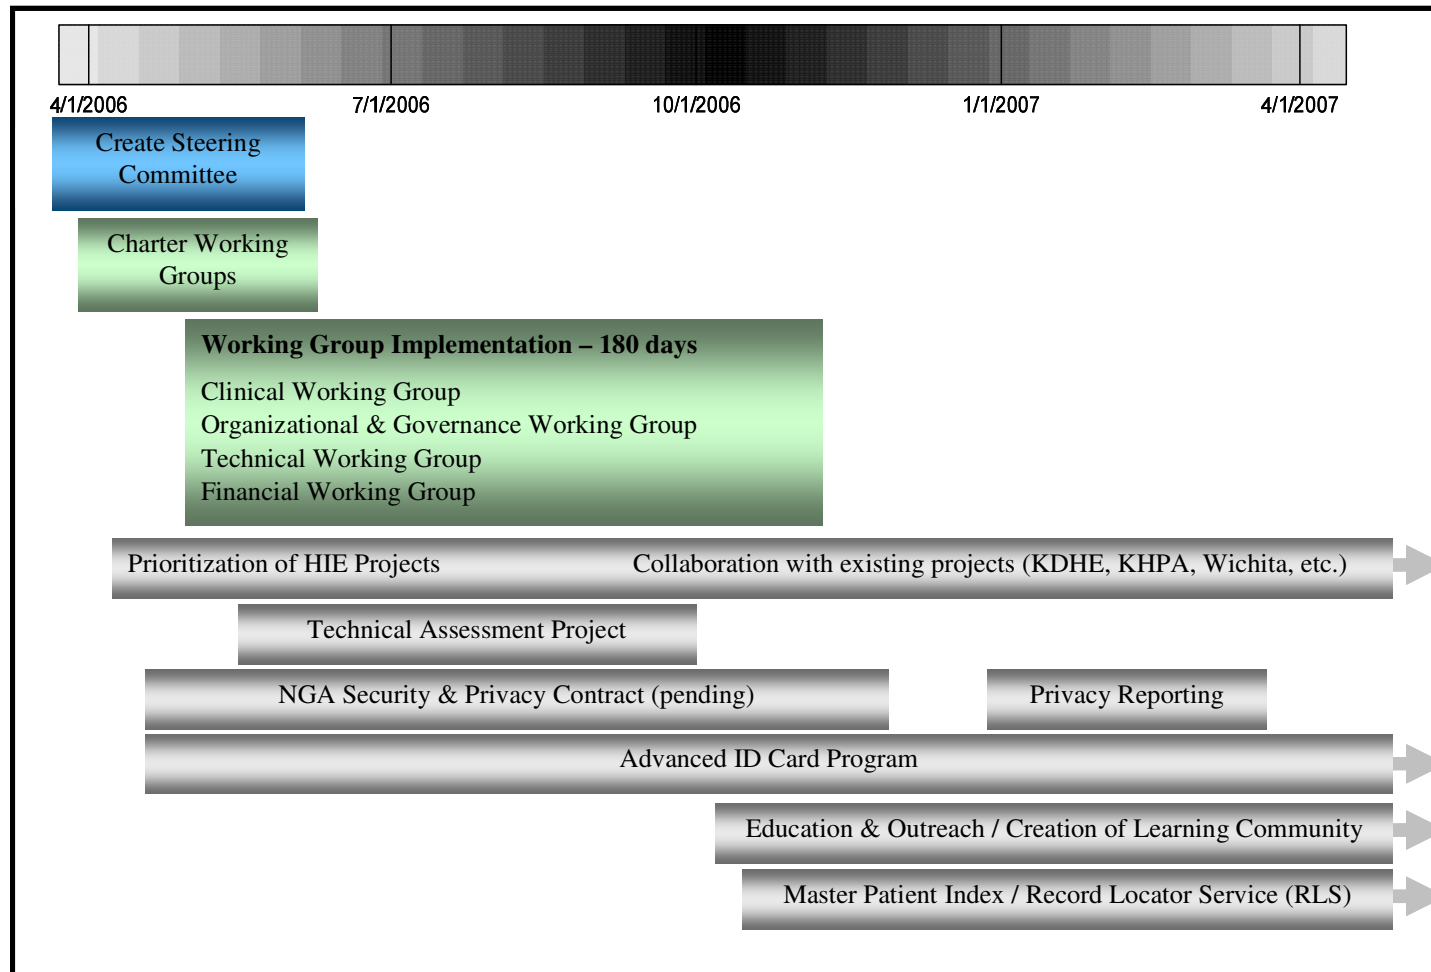 4/1/2006 7/1/2006 10/1/2006 1/1/2007 4/1/2007
Create Steering
Committee
Charter Working
Groups
Working Group Implementation – 180 days
Clinical Working Group
Organizational & Governance Working Group
Technical Working Group
Financial Working Group
Prioritization of HIE Projects Collaboration with existing projects (KDHE, KHPA, Wichita, etc.)
Technical Assessment Project
NGA Security & Privacy Contract (pending) Privacy Reporting
Advanced ID Card Program
Education & Outreach / Creation of Learning Community
Master Patient Index / Record Locator Service (RLS)